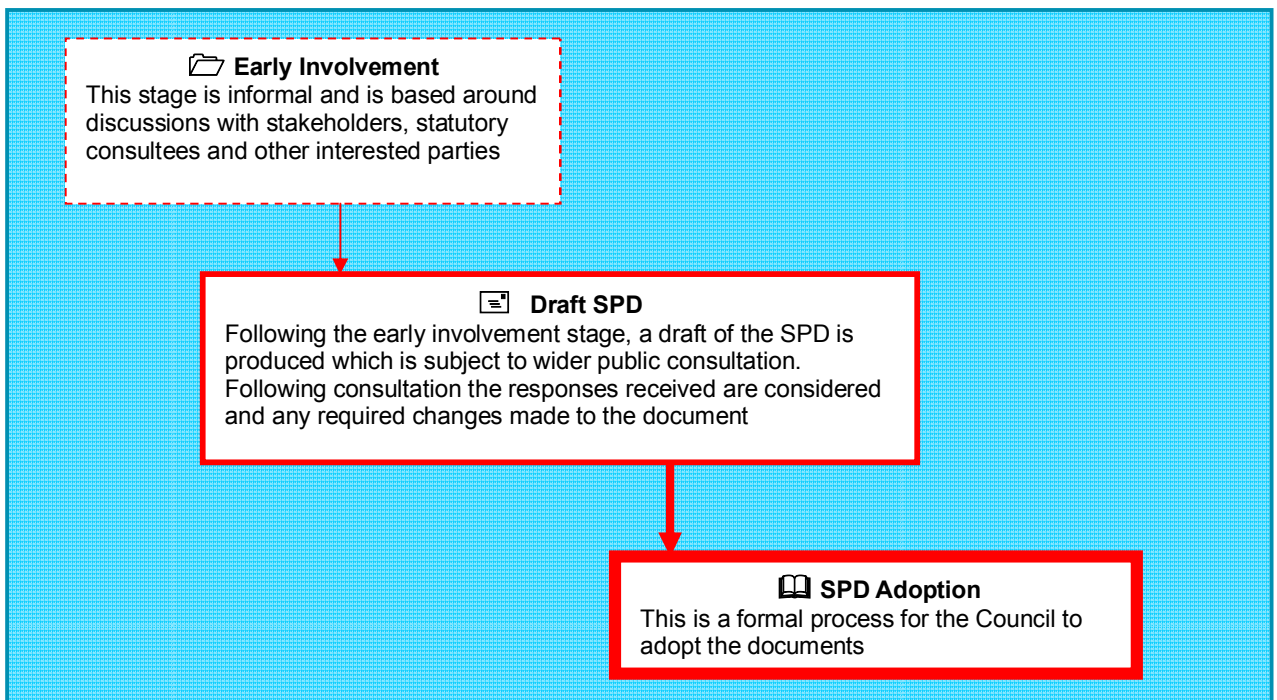 Early Involvement
This stage is informal and is based around
discussions with stakeholders, statutory
consultees and other interested parties
Draft SPD
Following the early involvement stage, a draft of the SPD is
produced which is subject to wider public consultation.
Following consultation the responses received are considered
and any required changes made to the document
SPD Adoption
This is a formal process for the Council to
adopt the documents